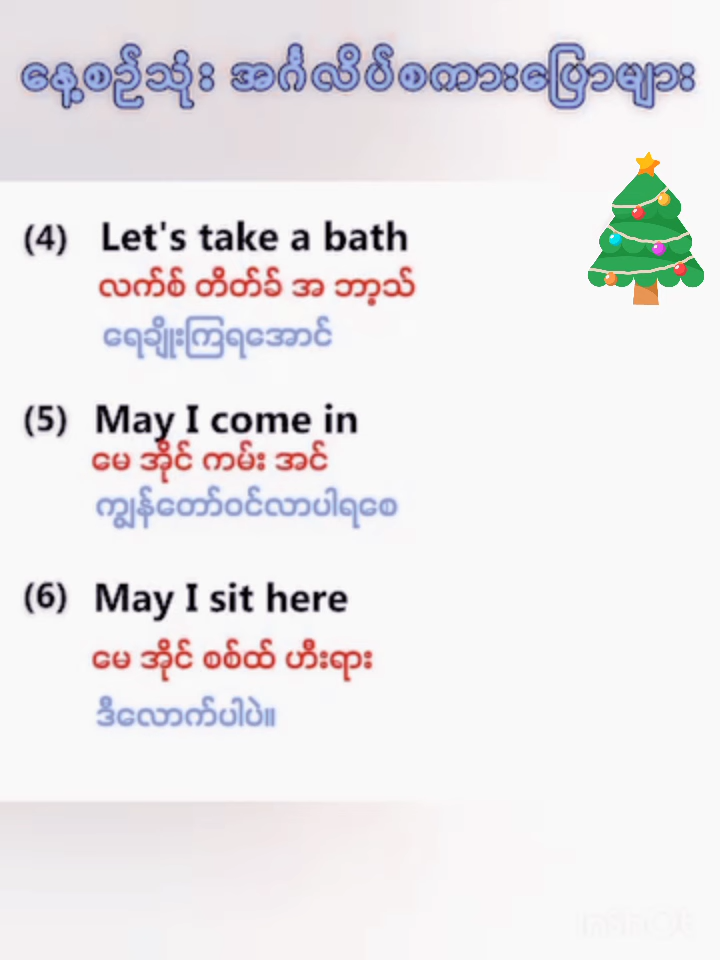 နေ့စဉ်သုံး အင်္ဂလိပ်စကားပြောများ
(4) Let's take a bath
လက်စ် တိတ်ခ် အ ဘာ့သ်
ရေချိုးကြရအောင်
(5) May I come in
မေ အိုင် ကမ်း အင်
ကျွန်တော်ဝင်လာပါရစေ
(6) May I sit here
မေ အိုင် စစ်ထ် ဟီးရား
ဒီလောက်ပါပဲ။